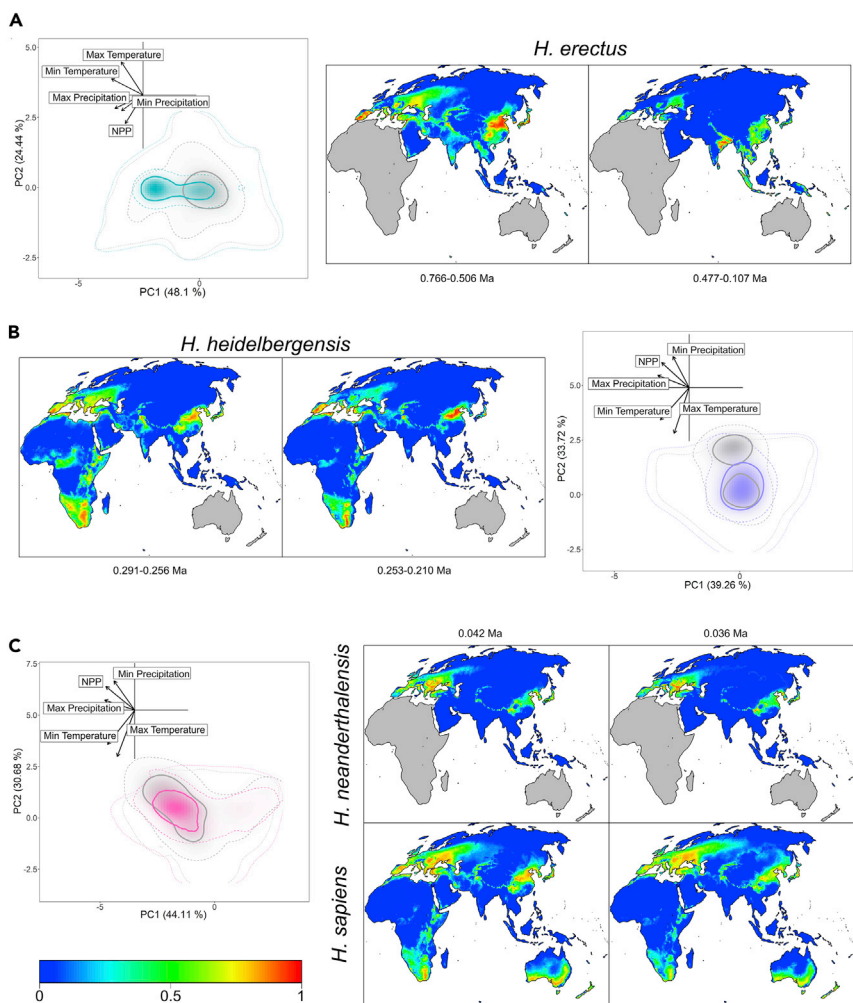 A
H. erectus
5.0
2.5
0.0
-2.5
PC2 (24.44 %)
Max Temperature
Min Temperature
Max Precipitation
Min Precipitation
NPP
-5
0
PC1 (48.1 %)
0.766-0.506 Ma
0.477-0.107 Ma
B
H. heidelbergensis
0.291-0.256 Ma
0.253-0.210 Ma
Min Precipitation
NPP
Max Precipitation
Min Temperature
Max Temperature
5.0
2.5
0.0
-2.5
PC2 (33.72 %)
-5
0
PC1 (39.26 %)
C
7.5
5.0
2.5
0.0
-2.5
PC2 (30.68 %)
Min Precipitation
NPP
Max Precipitation
Min Temperature
Max Temperature
-5
0
PC1 (44.11 %)
0.042 Ma
0.036 Ma
H. neanderthalensis
H. sapiens
0
0.5
1